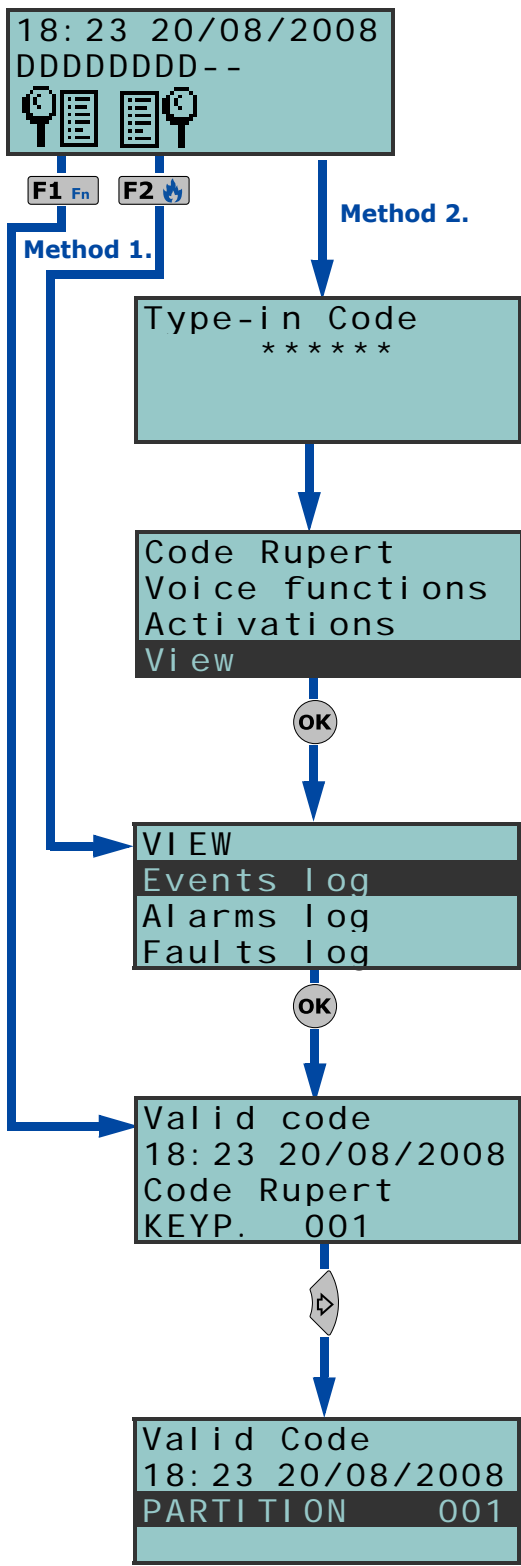 18:23 20/08/2008
DDDDDDDD--
F1 Fn F2
Method 1.
Method 2.
Type-in Code
******
Code Rupert
Voice functions
Activations
View
OK
VIEW
Events log
Alarms log
Faults log
OK
Valid code
18:23 20/08/2008
Code Rupert
KEYP. 001
Valid Code
18:23 20/08/2008
PARTITION 001